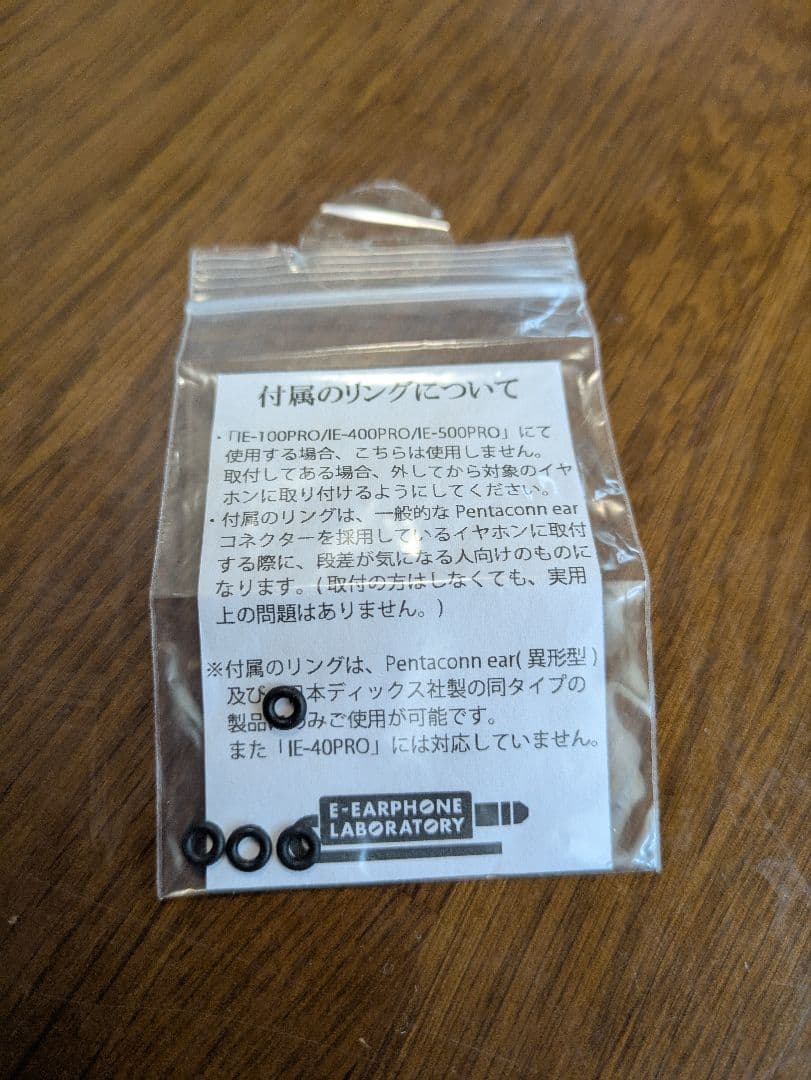 付属のリングについて
・「IE-100PRO/IE-400PRO/IE-500PRO」にて
使用する場合、こちらは使用しません。
取付してある場合、外してから対象のイヤ
ホンに取り付けるようにしてください。
・付属のリングは、一般的な Pentaconn ear
コネクターを採用しているイヤホンに取付
する際に、段差が気になる人向けのものに
なります。( 取付の方はしなくても、実用
上の問題はありません。)
※付属のリングは、Pentaconn ear( 異形型 )
及び 本ディックス社製の同タイプの
製品 みご使用が可能です。
また「IE-40PRO」には対応していません。
E-EARPHONE
LABORATORY